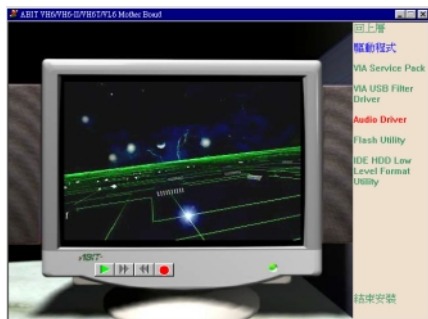 ABIT VH6/VH6-II/VH6T/VL6 Mother Board
回上層
驅動程式
VIA Service Pack
VIA USB Filter
Driver
Audio Driver
Flash Utility
IDE HDD Low
Level Format
Utility
ABIT
結束安裝